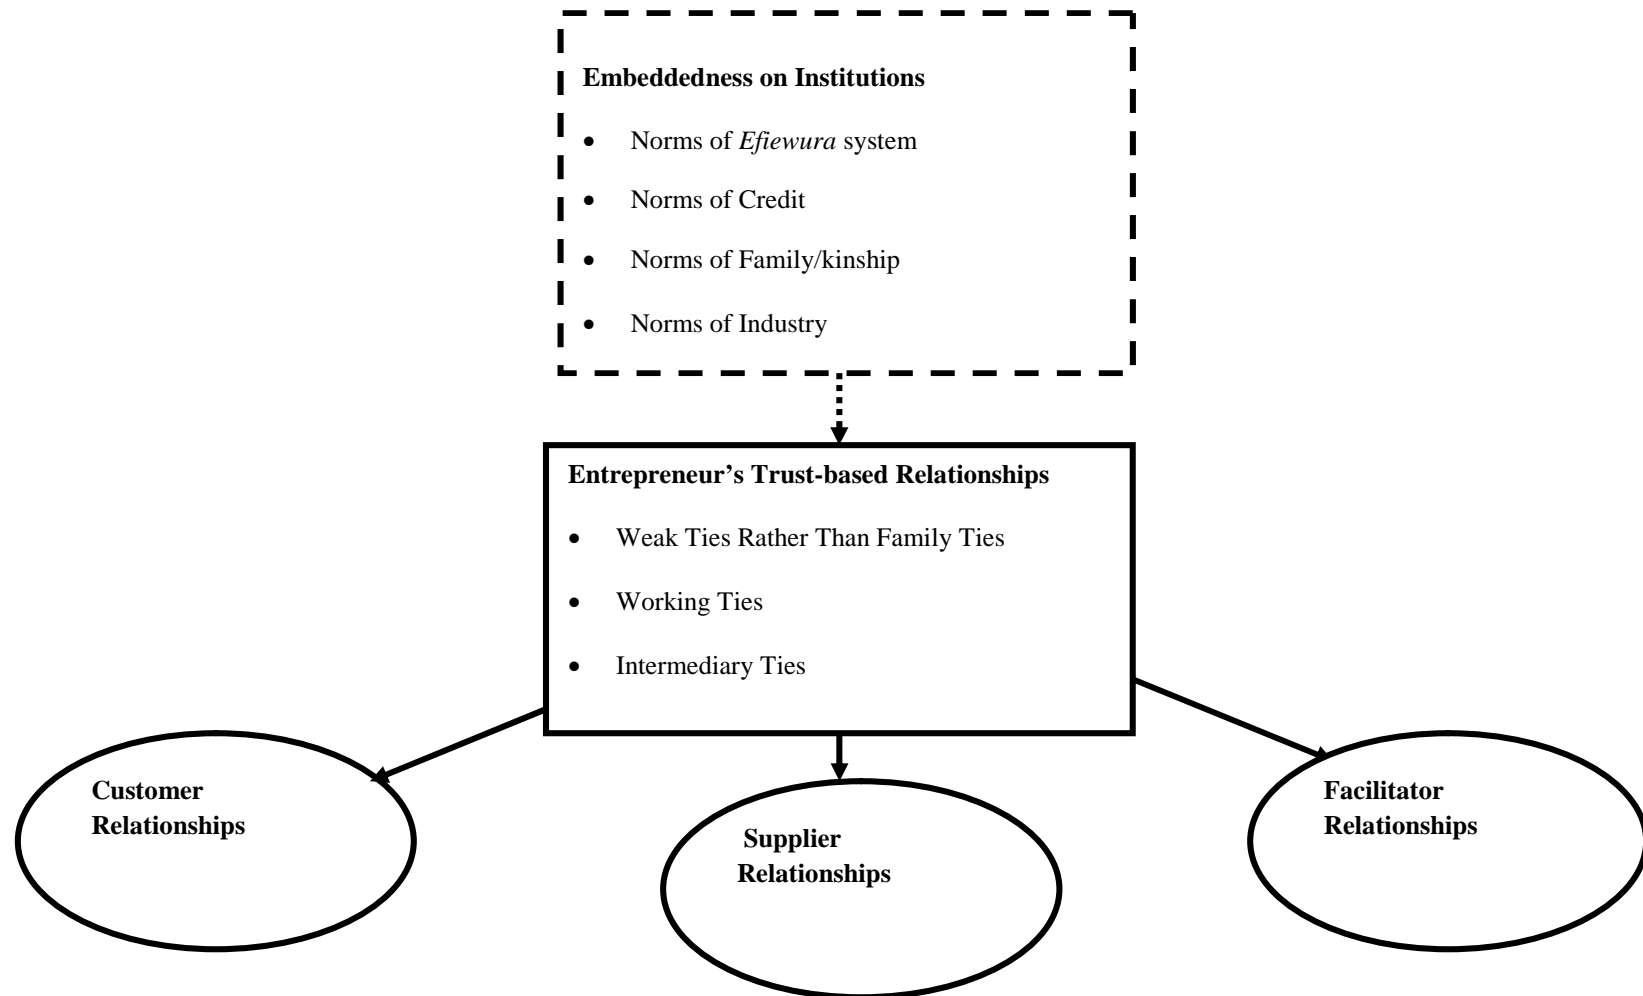 Embeddedness on Institutions
• Norms of Efiewura system
• Norms of Credit
• Norms of Family/kinship
• Norms of Industry
Entrepreneur’s Trust-based Relationships
• Weak Ties Rather Than Family Ties
• Working Ties
• Intermediary Ties
Customer
Relationships
Supplier
Relationships
Facilitator
Relationships